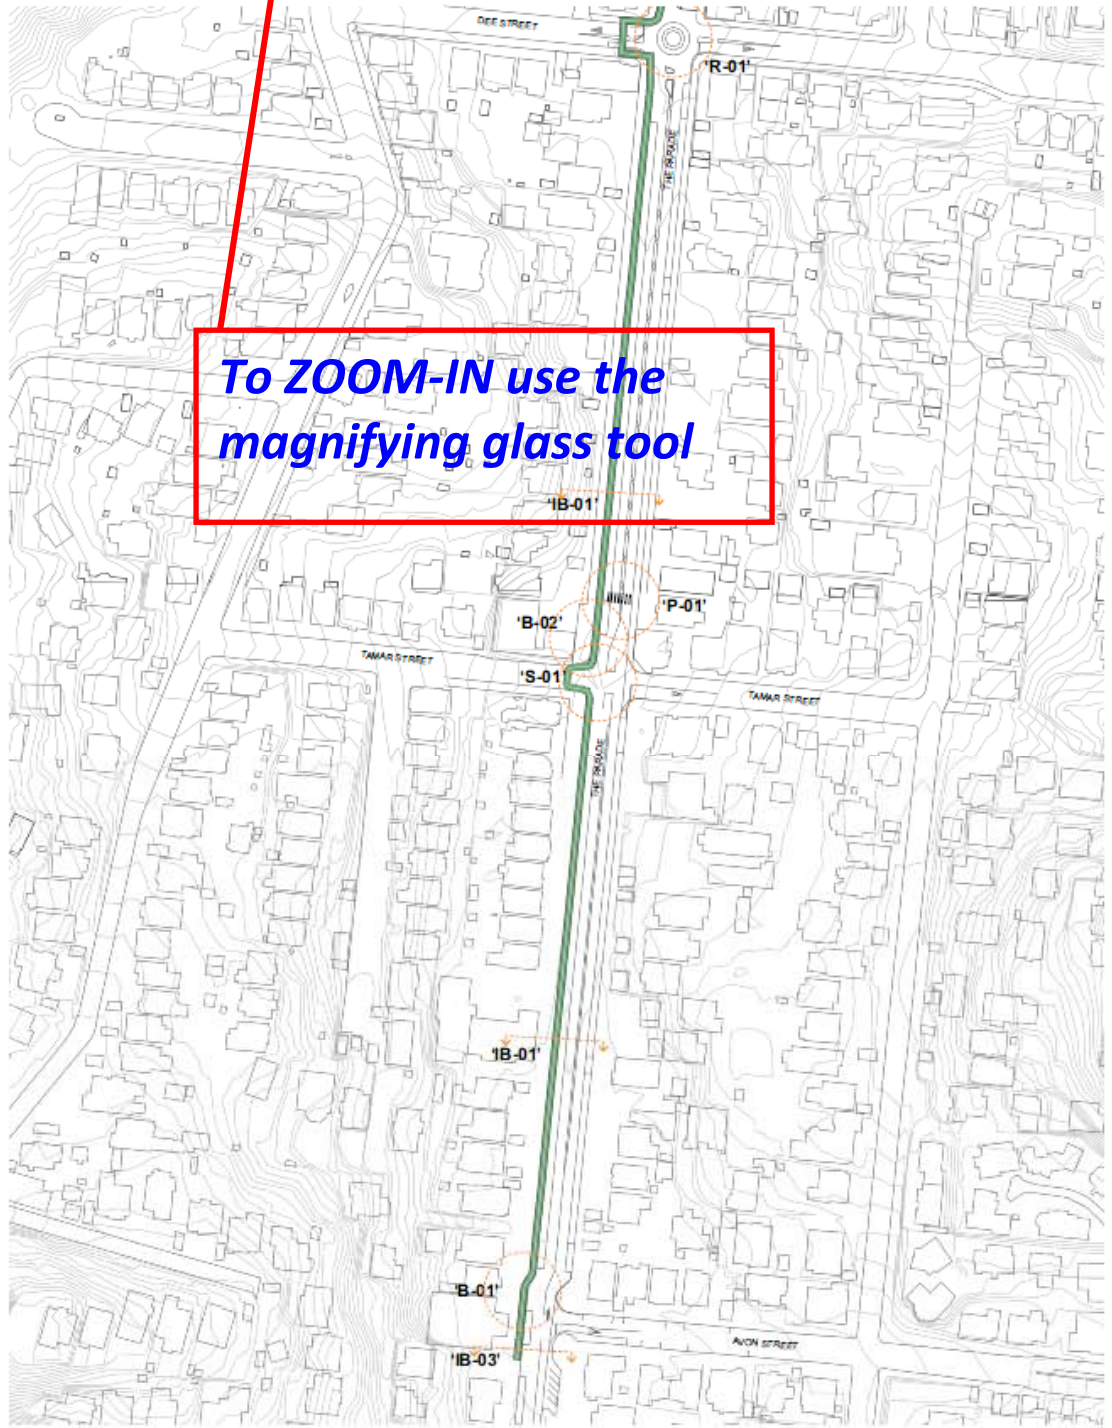 DEE STREET
'R-01'
THE PARADE
To ZOOM-IN use the
magnifying glass tool
'IB-01'
'P-01'
'B-02'
TAMAR STREET
'S-01'
TAMAR STREET
THE PARADE
'IB-01'
'B-01'
AVON STREET
'IB-03'